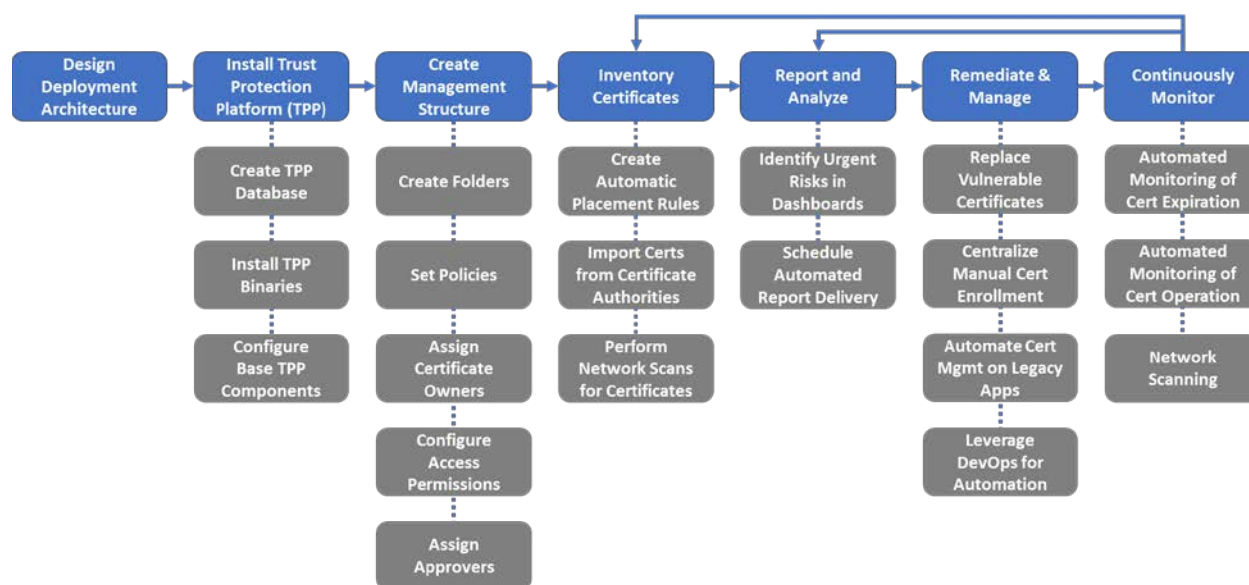 Design
Deployment
Architecture
Install Trust
Protection
Platform (TPP)
Create
Management
Structure
Inventory
Certificates
Report and
Analyze
Remediate &
Manage
Continuously
Monitor
Create TPP
Database
Install TPP
Binaries
Configure
Base TPP
Components
Create Folders
Set Policies
Assign
Certificate
Owners
Configure
Access
Permissions
Assign
Approvers
Create
Automatic
Placement Rules
Import Certs
from Certificate
Authorities
Perform
Network Scans
for Certificates
Identify Urgent
Risks in
Dashboards
Schedule
Automated
Report Delivery
Replace
Vulnerable
Certificates
Centralize
Manual Cert
Enrollment
Automate Cert
Mgmt on Legacy
Apps
Leverage
DevOps for
Automation
Automated
Monitoring of
Cert Expiration
Automated
Monitoring of
Cert Operation
Network
Scanning